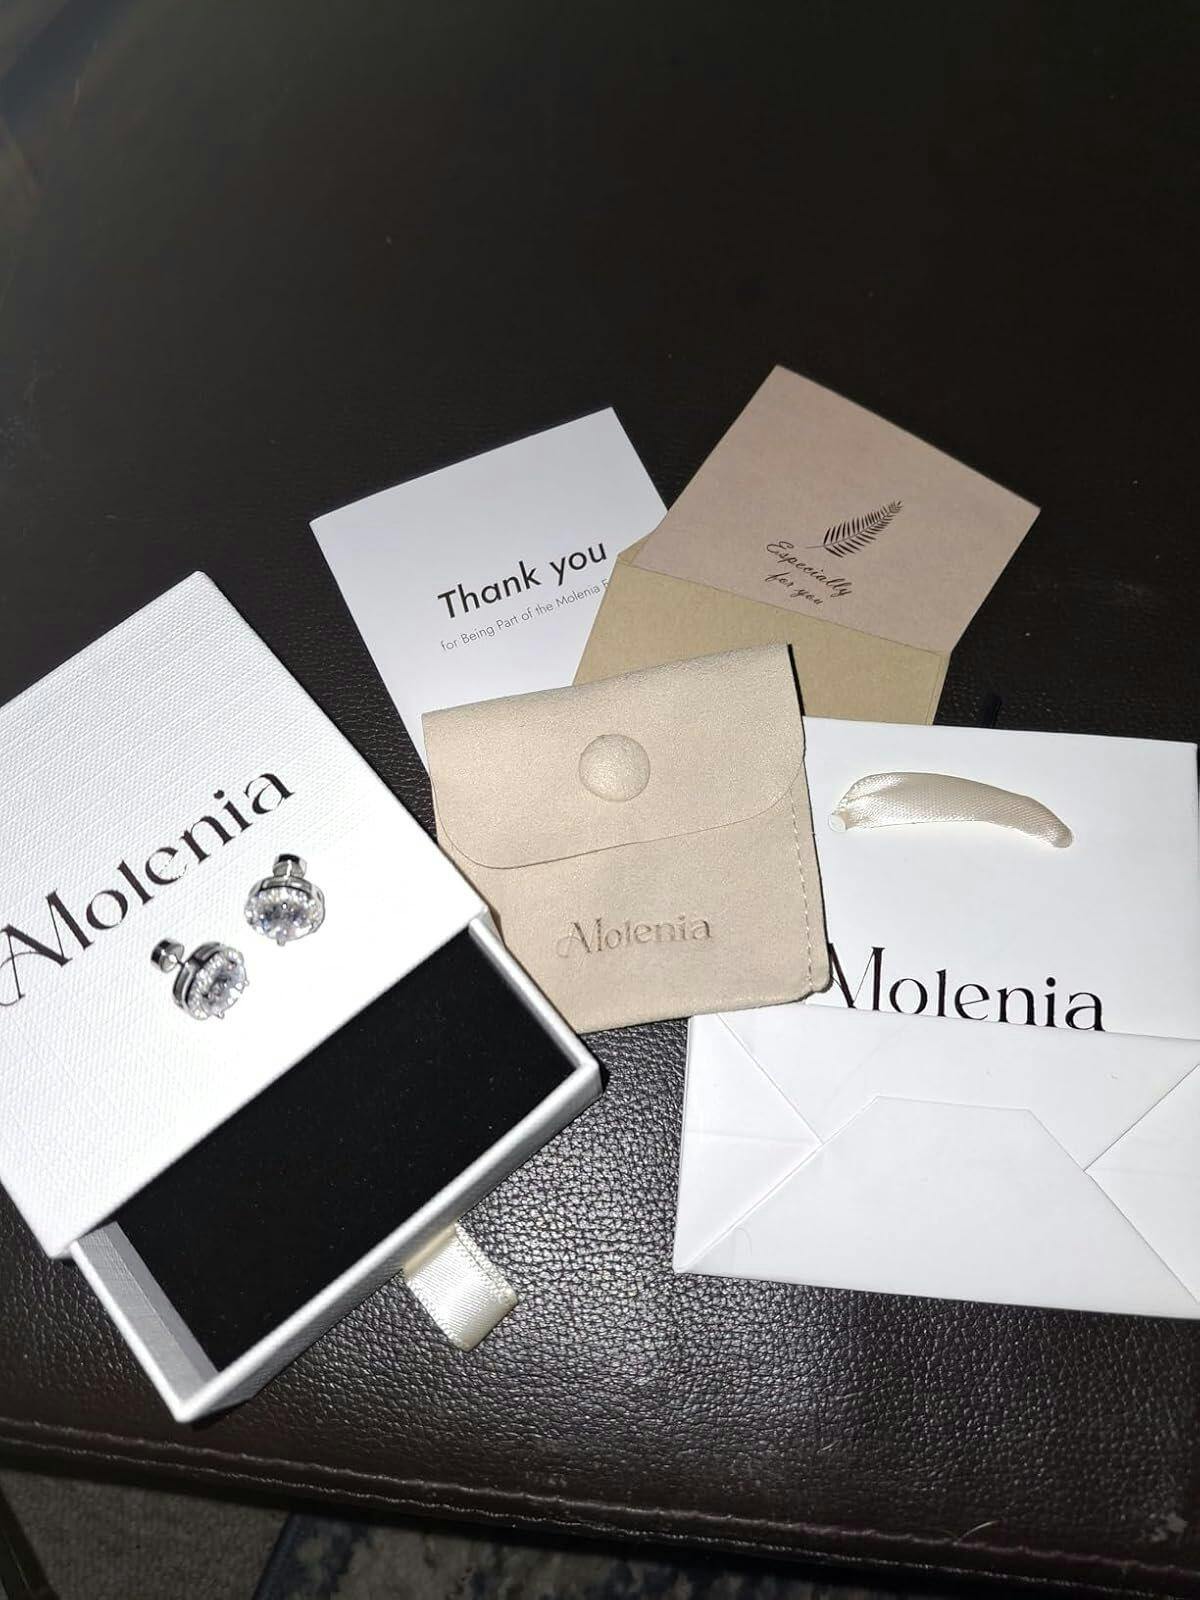 Thank you
for Being Part of the Molenia
Especially
for you
Molenia
Molenia
Molenia